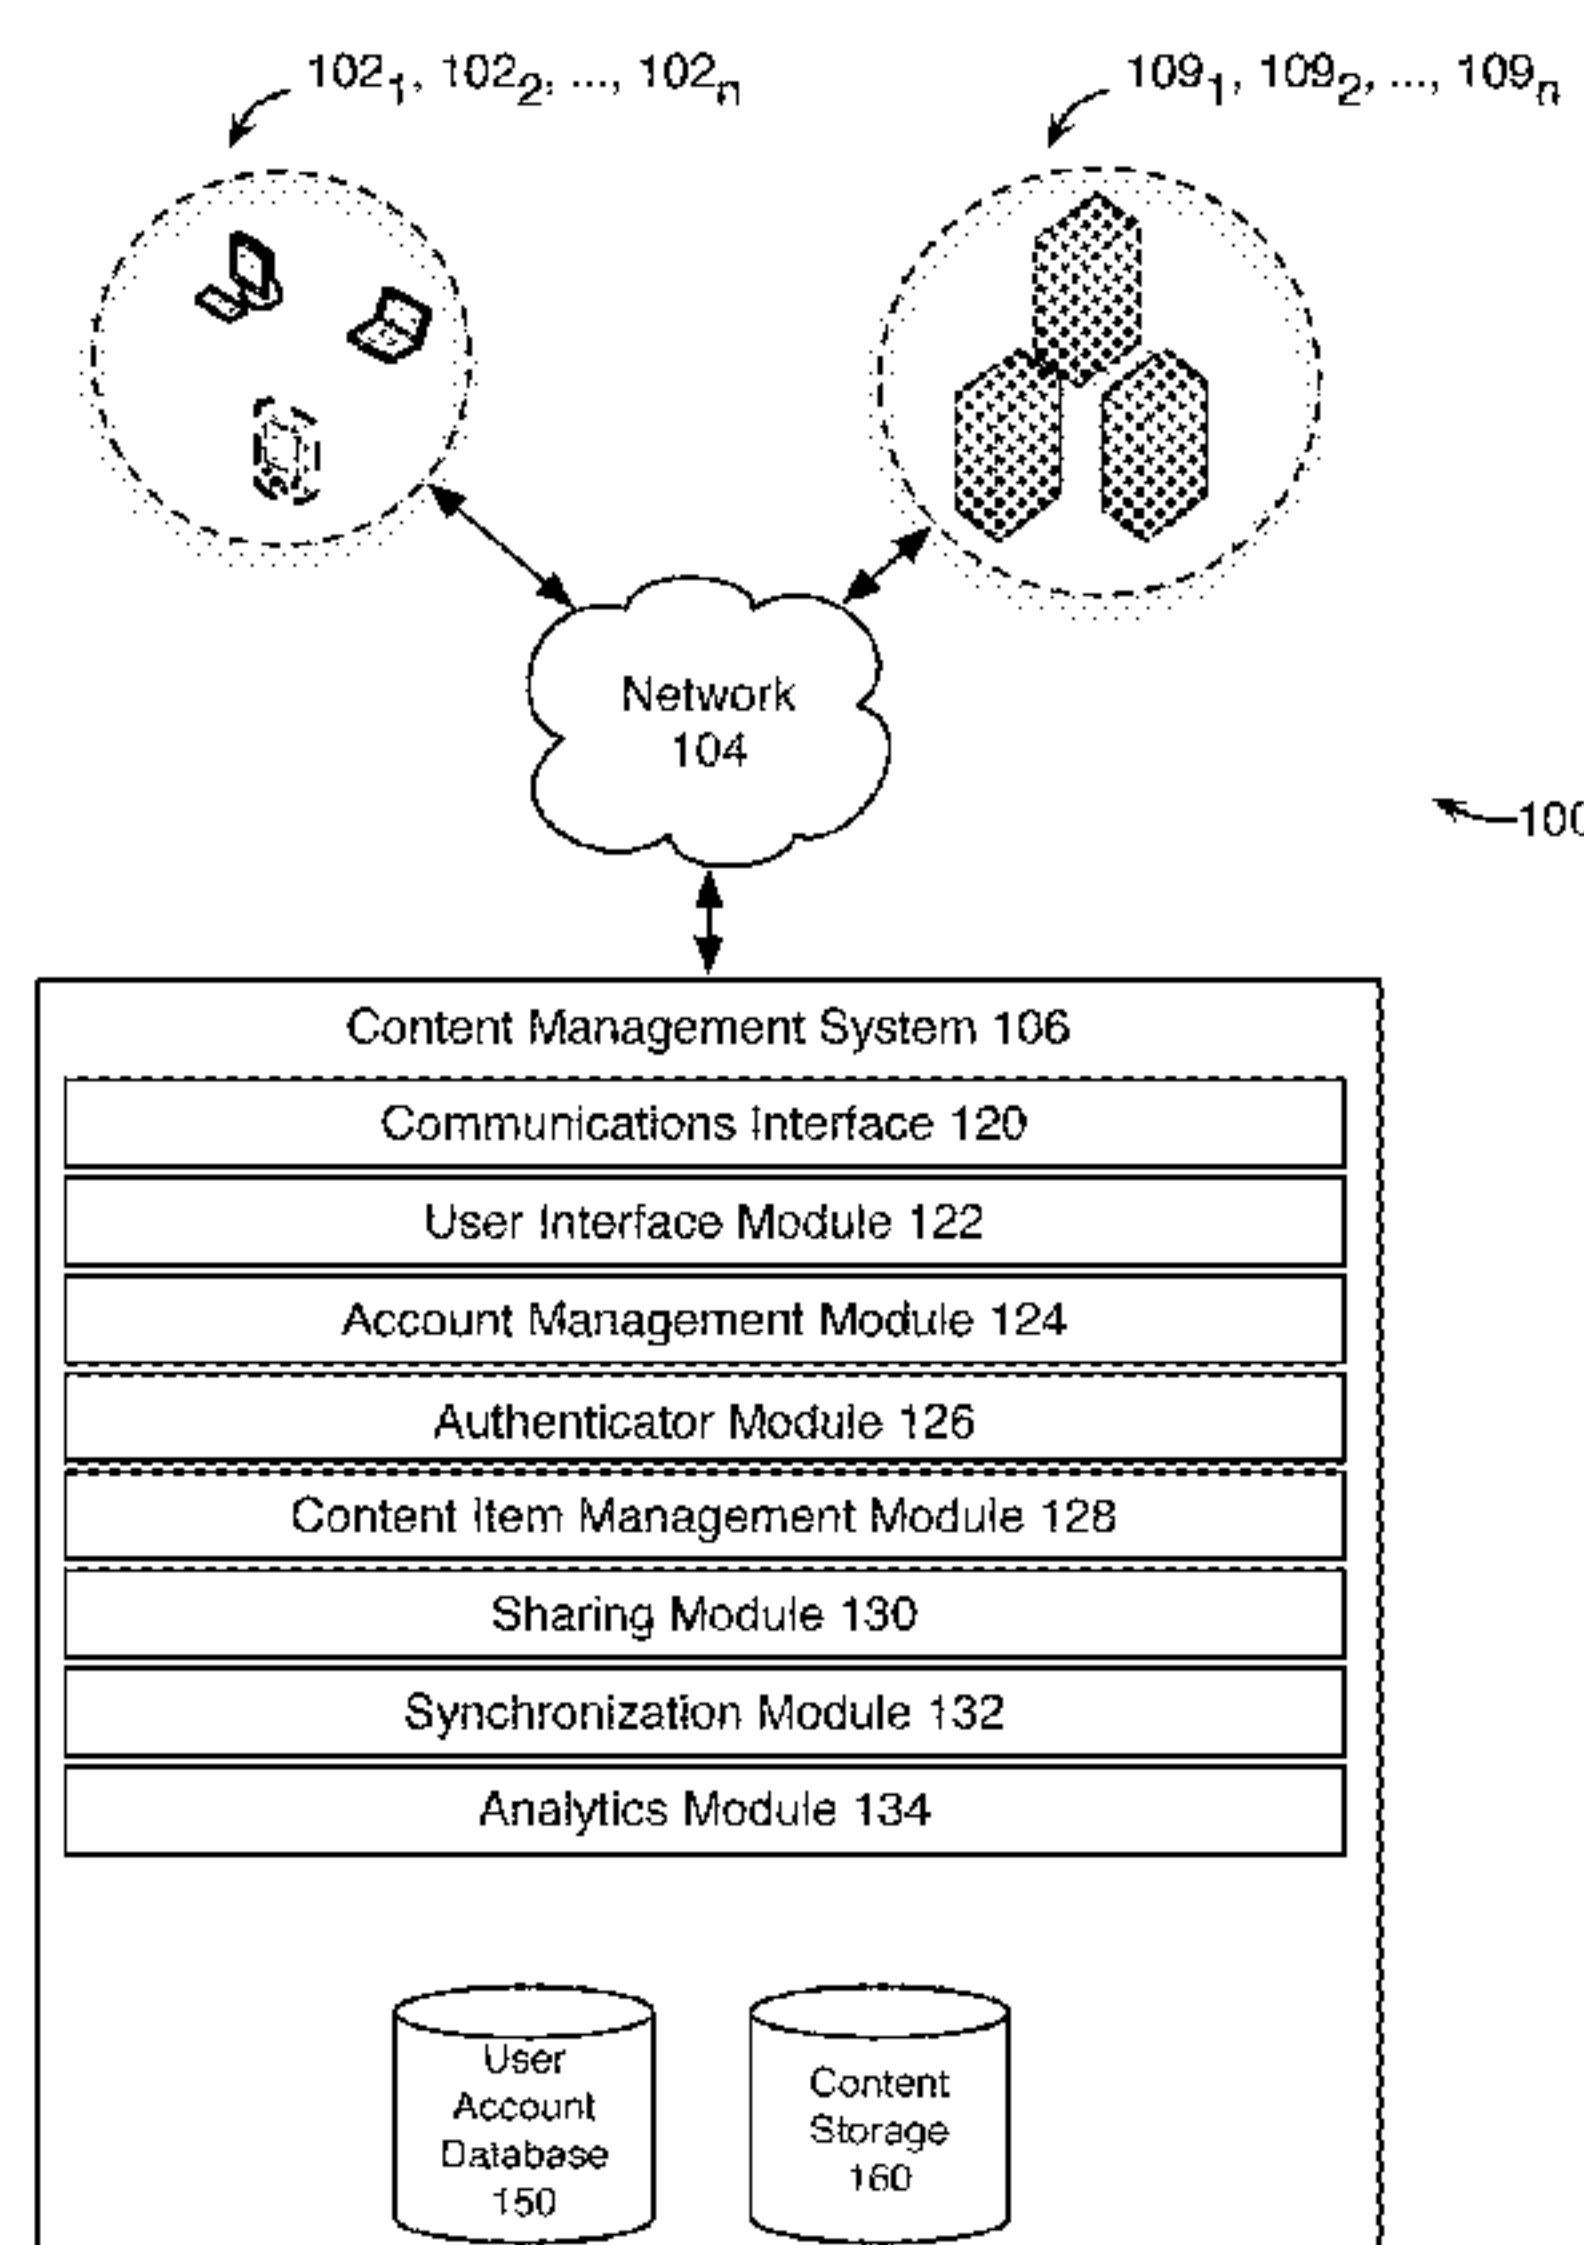 102₁, 102₂, ..., 102ₙ
109₁, 109₂, ..., 109ₙ
Network
104
100
Content Management System 106
Communications Interface 120
User Interface Module 122
Account Management Module 124
Authenticator Module 126
Content Item Management Module 128
Sharing Module 130
Synchronization Module 132
Analytics Module 134
User
Account
Database
150
Content
Storage
160